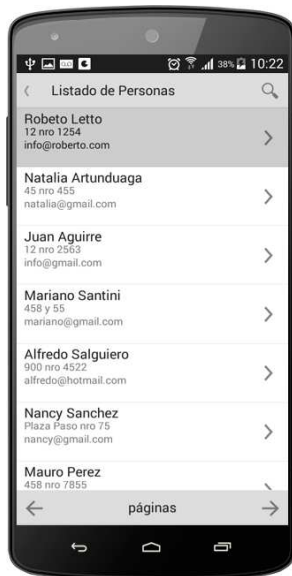 38% 10:22
Listado de Personas
Robeto Letto
12 nro 1254
info@roberto.com
Natalia Artunduaga
45 nro 455
natalia@gmail.com
Juan Aguirre
12 nro 2563
info@gmail.com
Mariano Santini
458 y 55
mariano@gmail.com
Alfredo Salguiero
900 nro 4522
alfredo@hotmail.com
Nancy Sanchez
Plaza Paso nro 75
nancy@gmail.com
Mauro Perez
458 nro 7855
páginas